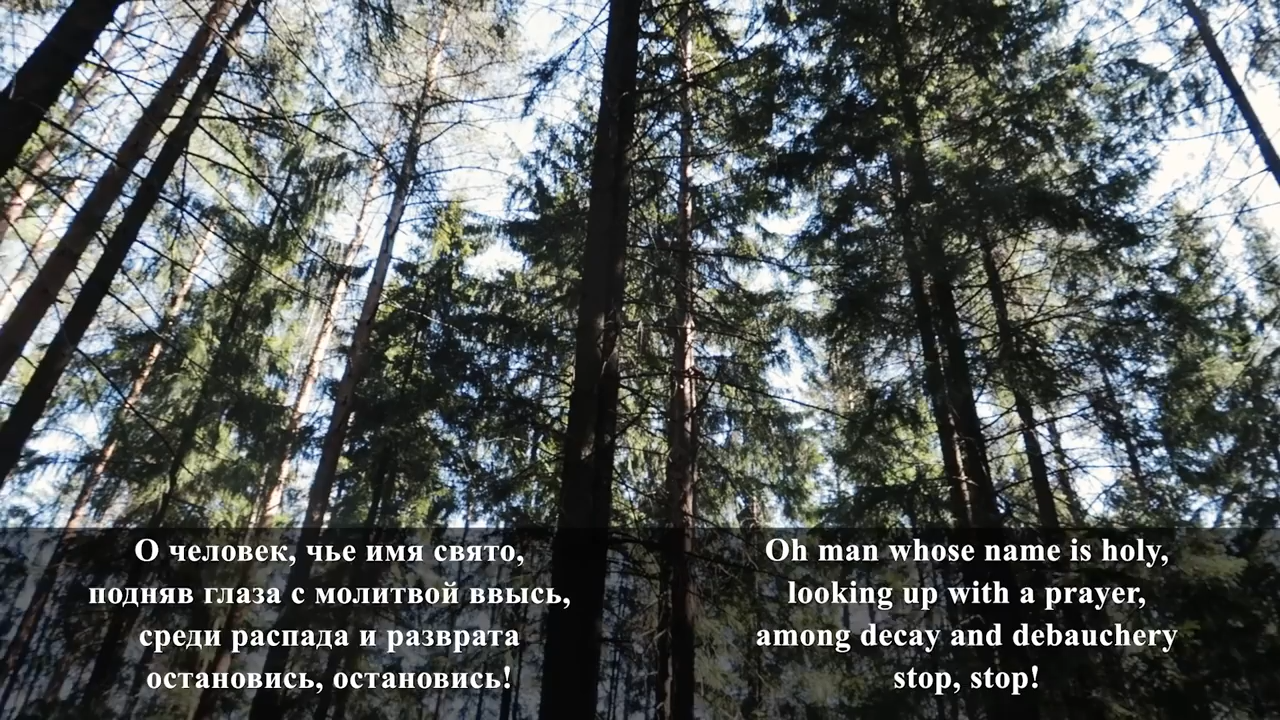 О человек, чье имя свято,
подняв глаза с молитвой ввысь,
среди распада и разврата
остановись, остановись!
Oh man whose name is holy,
looking up with a prayer,
among decay and debauchery
stop, stop!